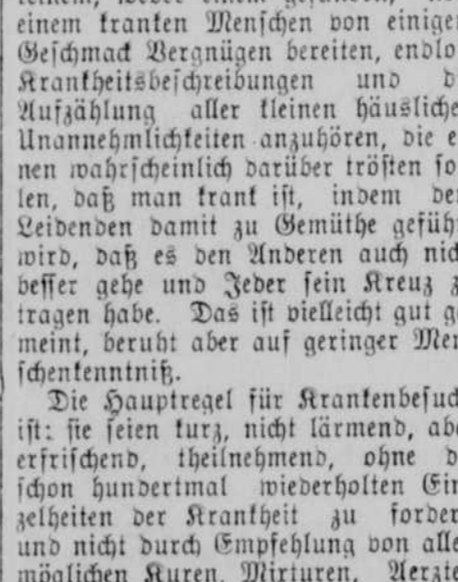 einem kranken Menschen von einige
Geschmack Vergnügen bereiten, endlo
Krankheitsbeschreibungen und d
Aufzählung aller kleinen häusliche
Unannehmlichkeiten anzuhören, die e
nen wahrscheinlich darüber trösten so
len, daß man krank ist, indem de
Leidenden damit zu Gemüthe gefüh
wird, daß es den Anderen auch nich
besser gehe und Jeder sein Kreuz z
tragen habe. Das ist vielleicht gut g
meint, beruht aber auf geringer Men
schenkenntniß.
Die Hauptregel für Krankenbesuch
ist: sie seien kurz, nicht lärmend, abe
erfrischend, theilnehmend, ohne d
schon hundertmal wiederholten Ein
zelheiten der Krankheit zu forder
und nicht durch Empfehlung von alle
möglichen Kuren, Mixturen, Aerzte